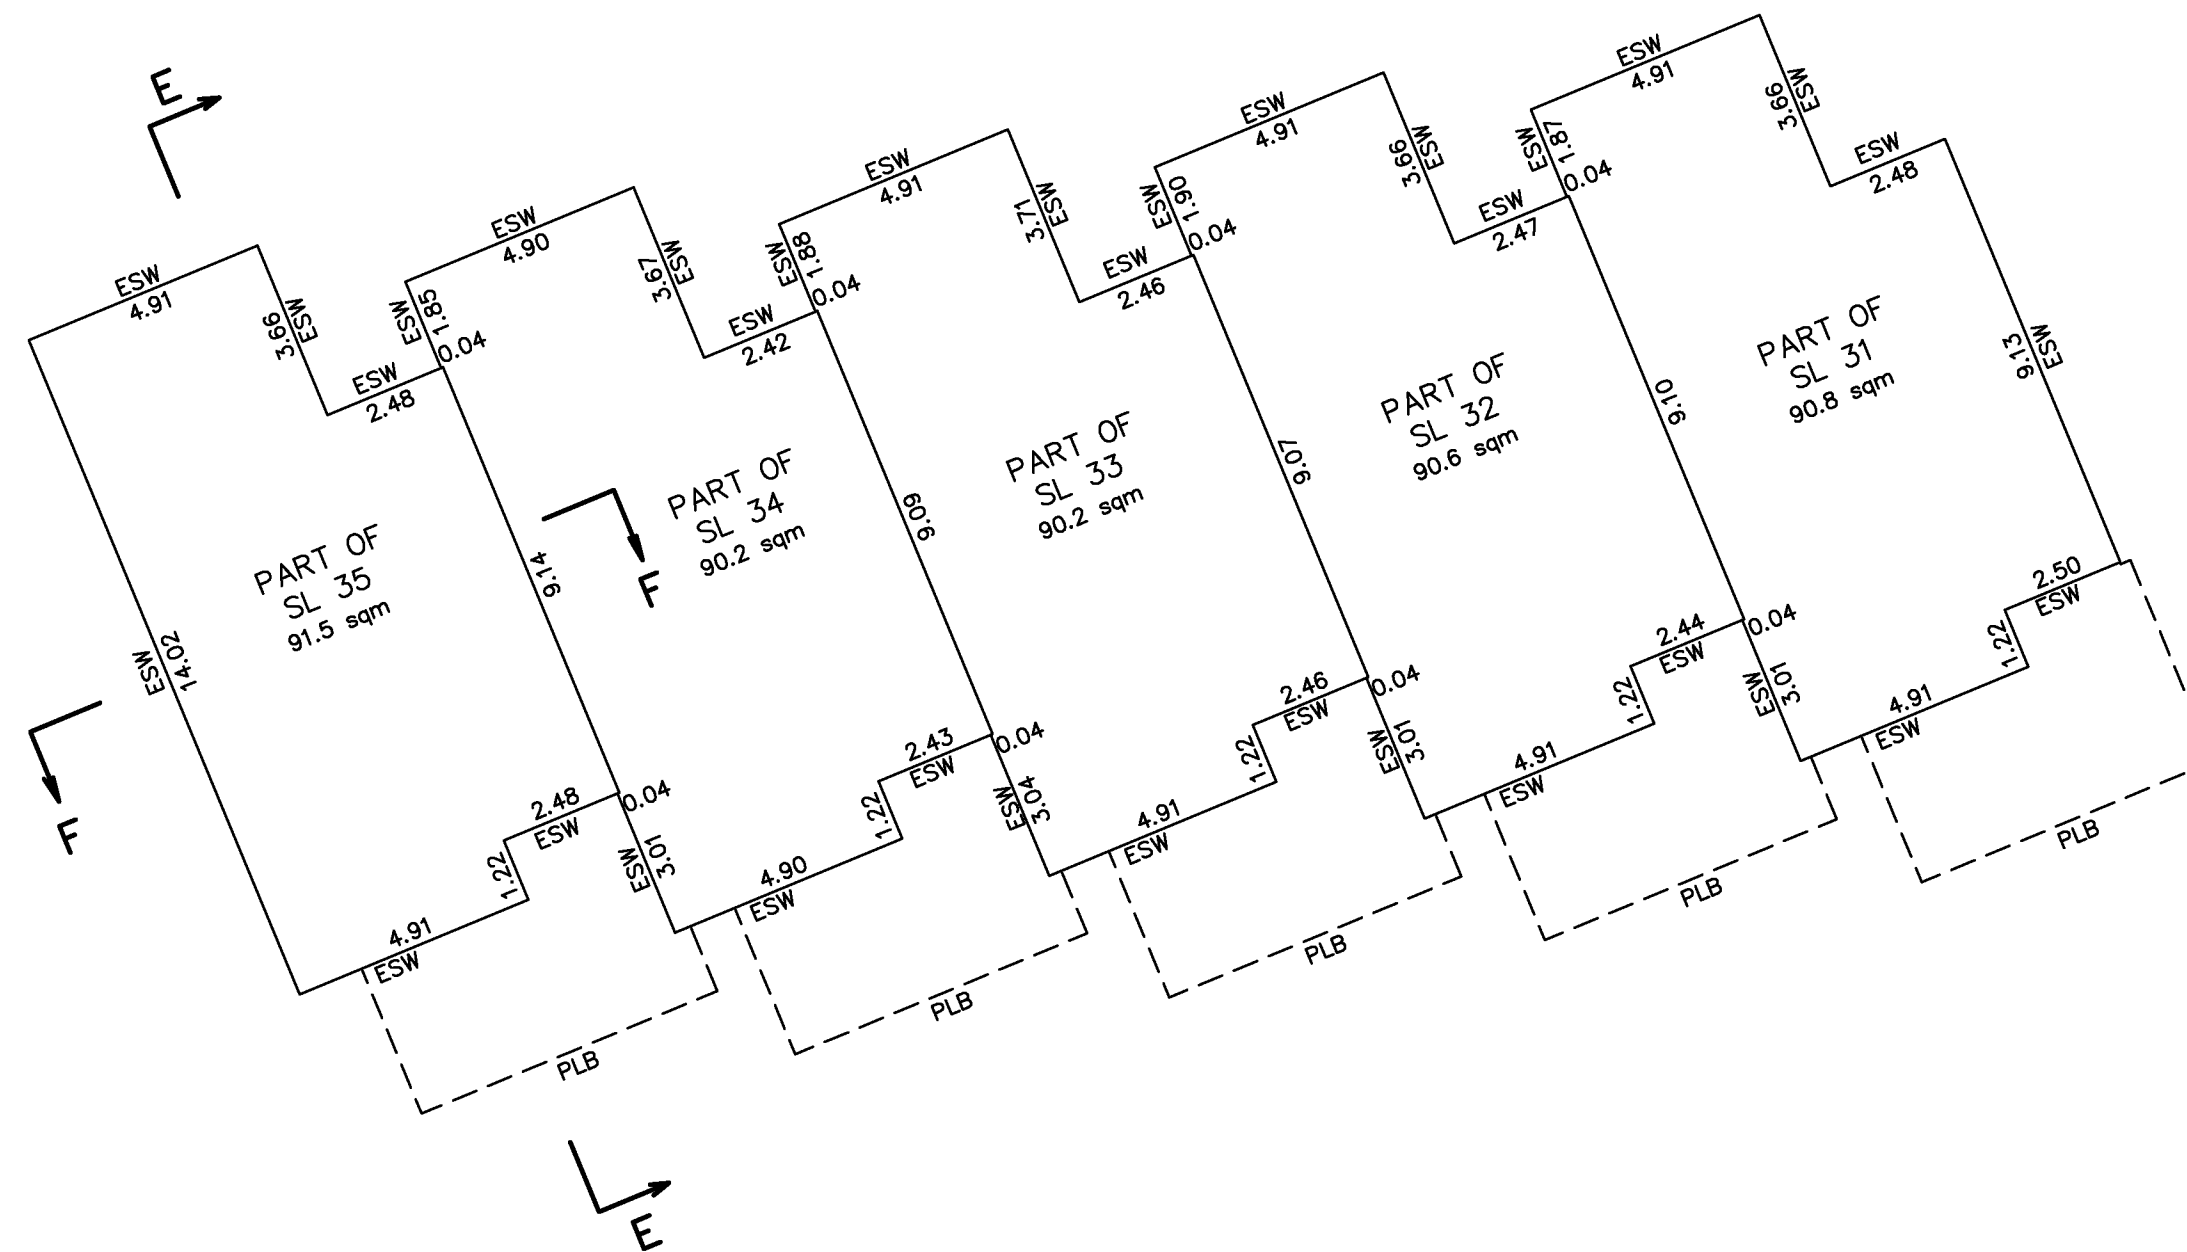 E
ESW
4.91
3.66
ESW
ESW
2.48
ESW
1.85
0.04
ESW
4.90
3.67
ESW
ESW
2.42
ESW
1.88
0.04
ESW
4.91
3.71
ESW
ESW
2.46
ESW
1.90
0.04
ESW
4.91
3.66
ESW
ESW
2.47
ESW
1.87
0.04
ESW
4.91
3.66
ESW
ESW
2.48
PART OF
SL 35
91.5 sqm
9.14
PART OF
SL 34
90.2 sqm
9.09
PART OF
SL 33
90.2 sqm
9.07
PART OF
SL 32
90.6 sqm
9.10
PART OF
SL 31
90.8 sqm
9.13
ESW
F
ESW
14.02
F
4.91
ESW
1.22
2.48
ESW
0.04
ESW
3.01
4.90
ESW
1.22
2.43
ESW
0.04
ESW
3.04
4.91
ESW
1.22
2.46
ESW
0.04
ESW
3.01
4.91
ESW
1.22
2.44
ESW
0.04
ESW
3.01
4.91
ESW
1.22
2.50
ESW
PLB
PLB
PLB
PLB
PLB
E